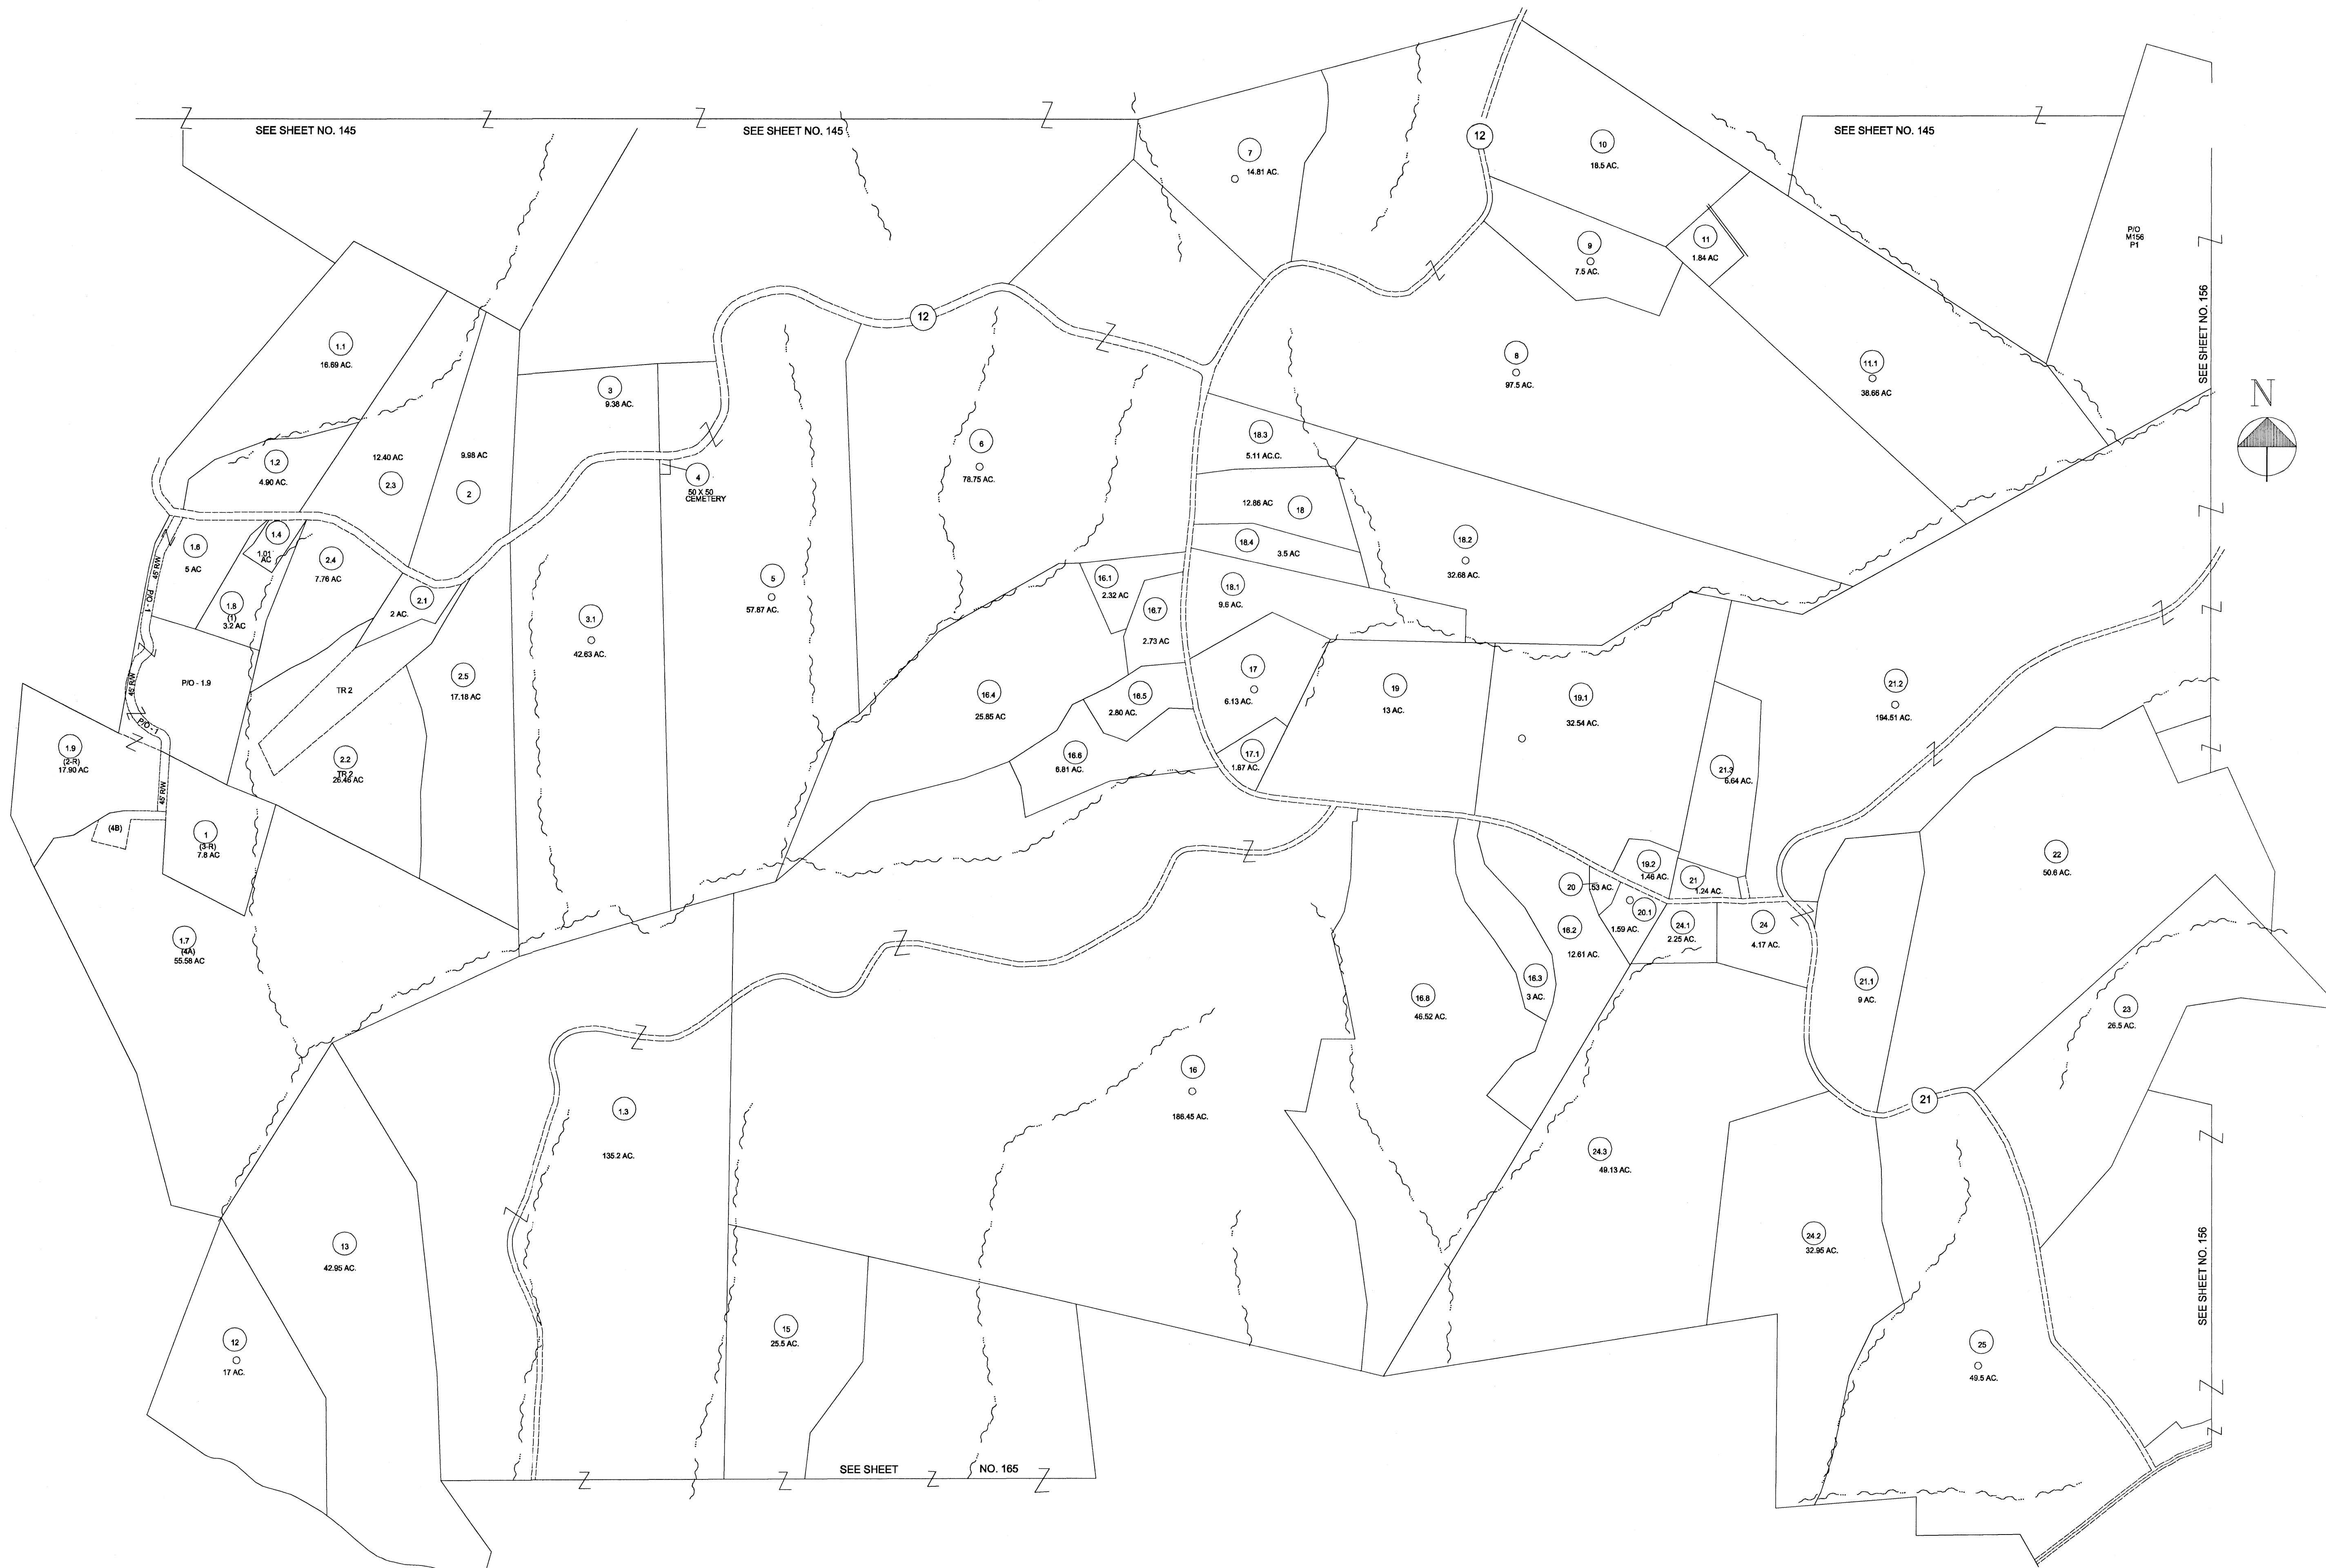 SEE SHEET NO. 145
SEE SHEET NO. 145
SEE SHEET NO. 145
12
7
14.81 AC.
10
18.5 AC.
9
7.5 AC.
11
1.84 AC
P/O
M156
P1
SEE SHEET NO. 156
N
12
1.1
16.69 AC.
3
9.38 AC.
8
97.5 AC.
11.1
38.66 AC
1.2
4.90 AC.
12.40 AC
2.3
9.98 AC
2
4
50 X 50
CEMETERY
6
78.75 AC.
18.3
5.11 AC.C.
12.86 AC
18
18.4
3.5 AC
18.2
32.68 AC.
1.6
5 AC
1.4
1.01
AC
2.4
7.76 AC
45' R/W
P/O - 1
1.8
(1)
3.2 AC
2.1
2 AC.
3.1
42.63 AC.
5
57.87 AC.
16.1
2.32 AC
16.7
2.73 AC
18.1
9.6 AC.
P/O - 1.9
45' R/W
P/O - 1
TR 2
2.5
17.18 AC
16.4
25.85 AC
16.5
2.80 AC.
17
6.13 AC.
19
13 AC.
19.1
32.54 AC.
21.2
194.51 AC.
1.9
(2-R)
17.90 AC
45' R/W
2.2
TR 2
26.46 AC
16.6
6.81 AC.
17.1
1.87 AC.
21.3
6.64 AC.
(4B)
1
(3-R)
7.8 AC
19.2
1.46 AC.
21
1.24 AC.
22
50.6 AC.
20
.53 AC.
20.1
1.59 AC.
24.1
2.25 AC.
24
4.17 AC.
1.7
(4A)
55.58 AC
16.2
12.61 AC.
16.3
3 AC.
16.8
46.52 AC.
21.1
9 AC.
23
26.5 AC.
16
186.45 AC.
21
1.3
135.2 AC.
24.3
49.13 AC.
24.2
32.95 AC.
13
42.95 AC.
SEE SHEET NO. 156
12
17 AC.
15
25.5 AC.
25
49.5 AC.
SEE SHEET NO. 165